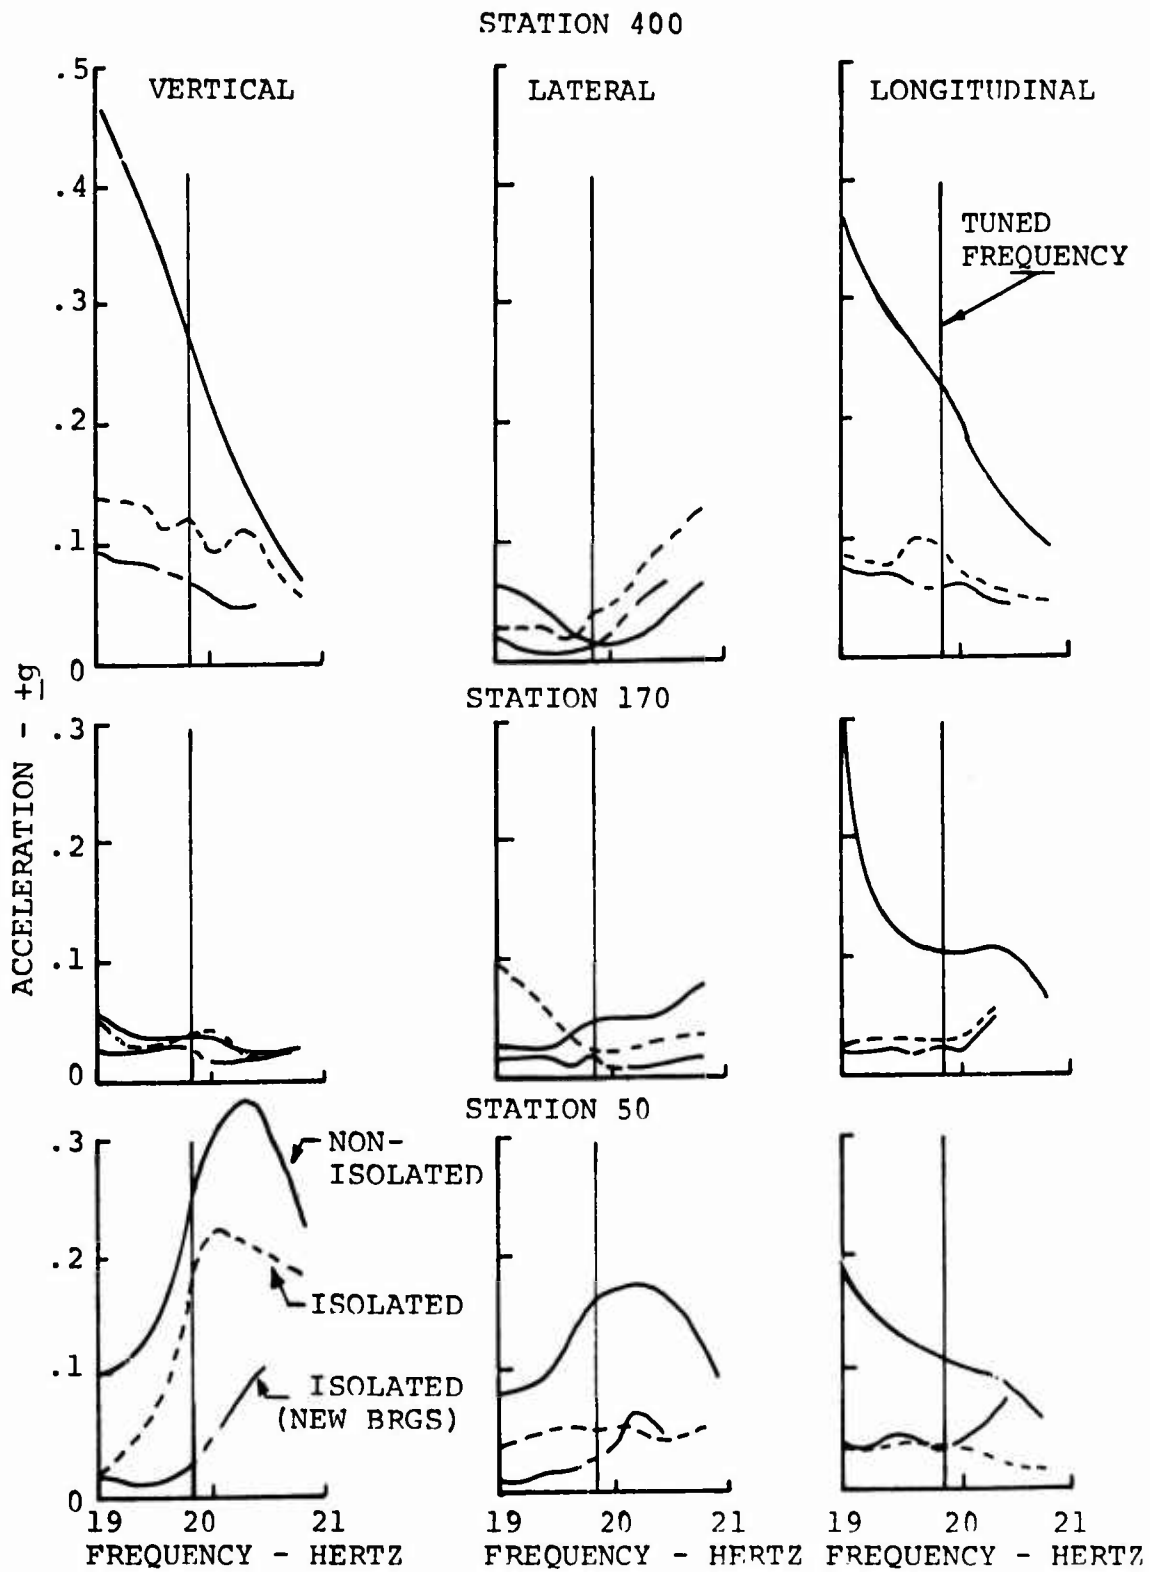 STATION 400
VERTICAL
LATERAL
LONGITUDINAL
.5
.4
.3
.2
.1
0
TUNED
FREQUENCY
ACCELERATION - ±g
STATION 170
.3
.2
.1
0
STATION 50
.3
.2
.1
0
NON-
ISOLATED
ISOLATED
ISOLATED
(NEW BRGS)
19 20 21
FREQUENCY - HERTZ
19 20 21
FREQUENCY - HERTZ
19 20 21
FREQUENCY - HERTZ